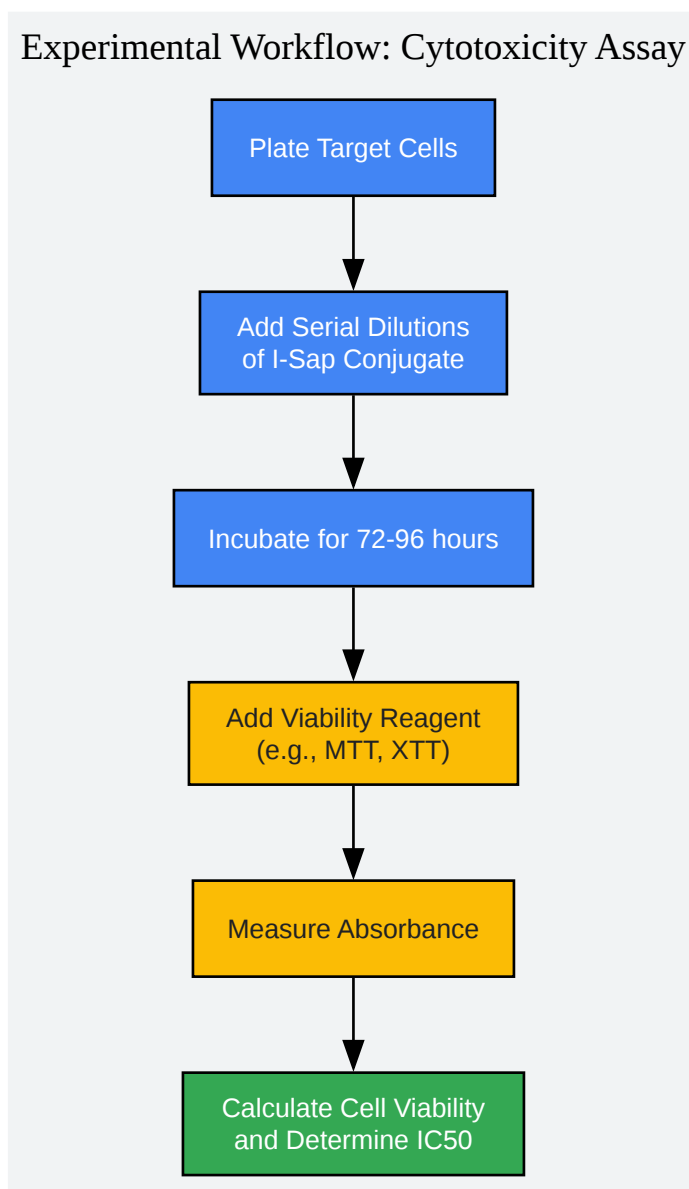 Experimental Workflow: Cytotoxicity Assay
Plate Target Cells
Add Serial Dilutions
of I-Sap Conjugate
Incubate for 72-96 hours
Add Viability Reagent
(e.g., MTT, XTT)
Measure Absorbance
Calculate Cell Viability
and Determine IC50